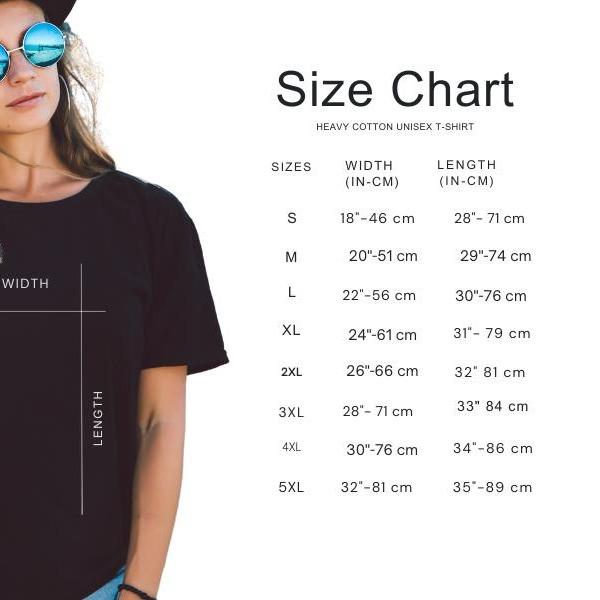 Size Chart
HEAVY COTTON UNISEX T-SHIRT
SIZES WIDTH LENGTH
(IN-CM) (IN-CM)
S 18"-46 cm 28"- 71 cm
M 20"-51 cm 29"-74 cm
L 22"-56 cm 30"-76 cm
XL 24"-61 cm 31"- 79 cm
2XL 26"-66 cm 32" 81 cm
3XL 28"- 71 cm 33" 84 cm
4XL 30"-76 cm 34"-86 cm
5XL 32"-81 cm 35"-89 cm
WIDTH
LENGTH